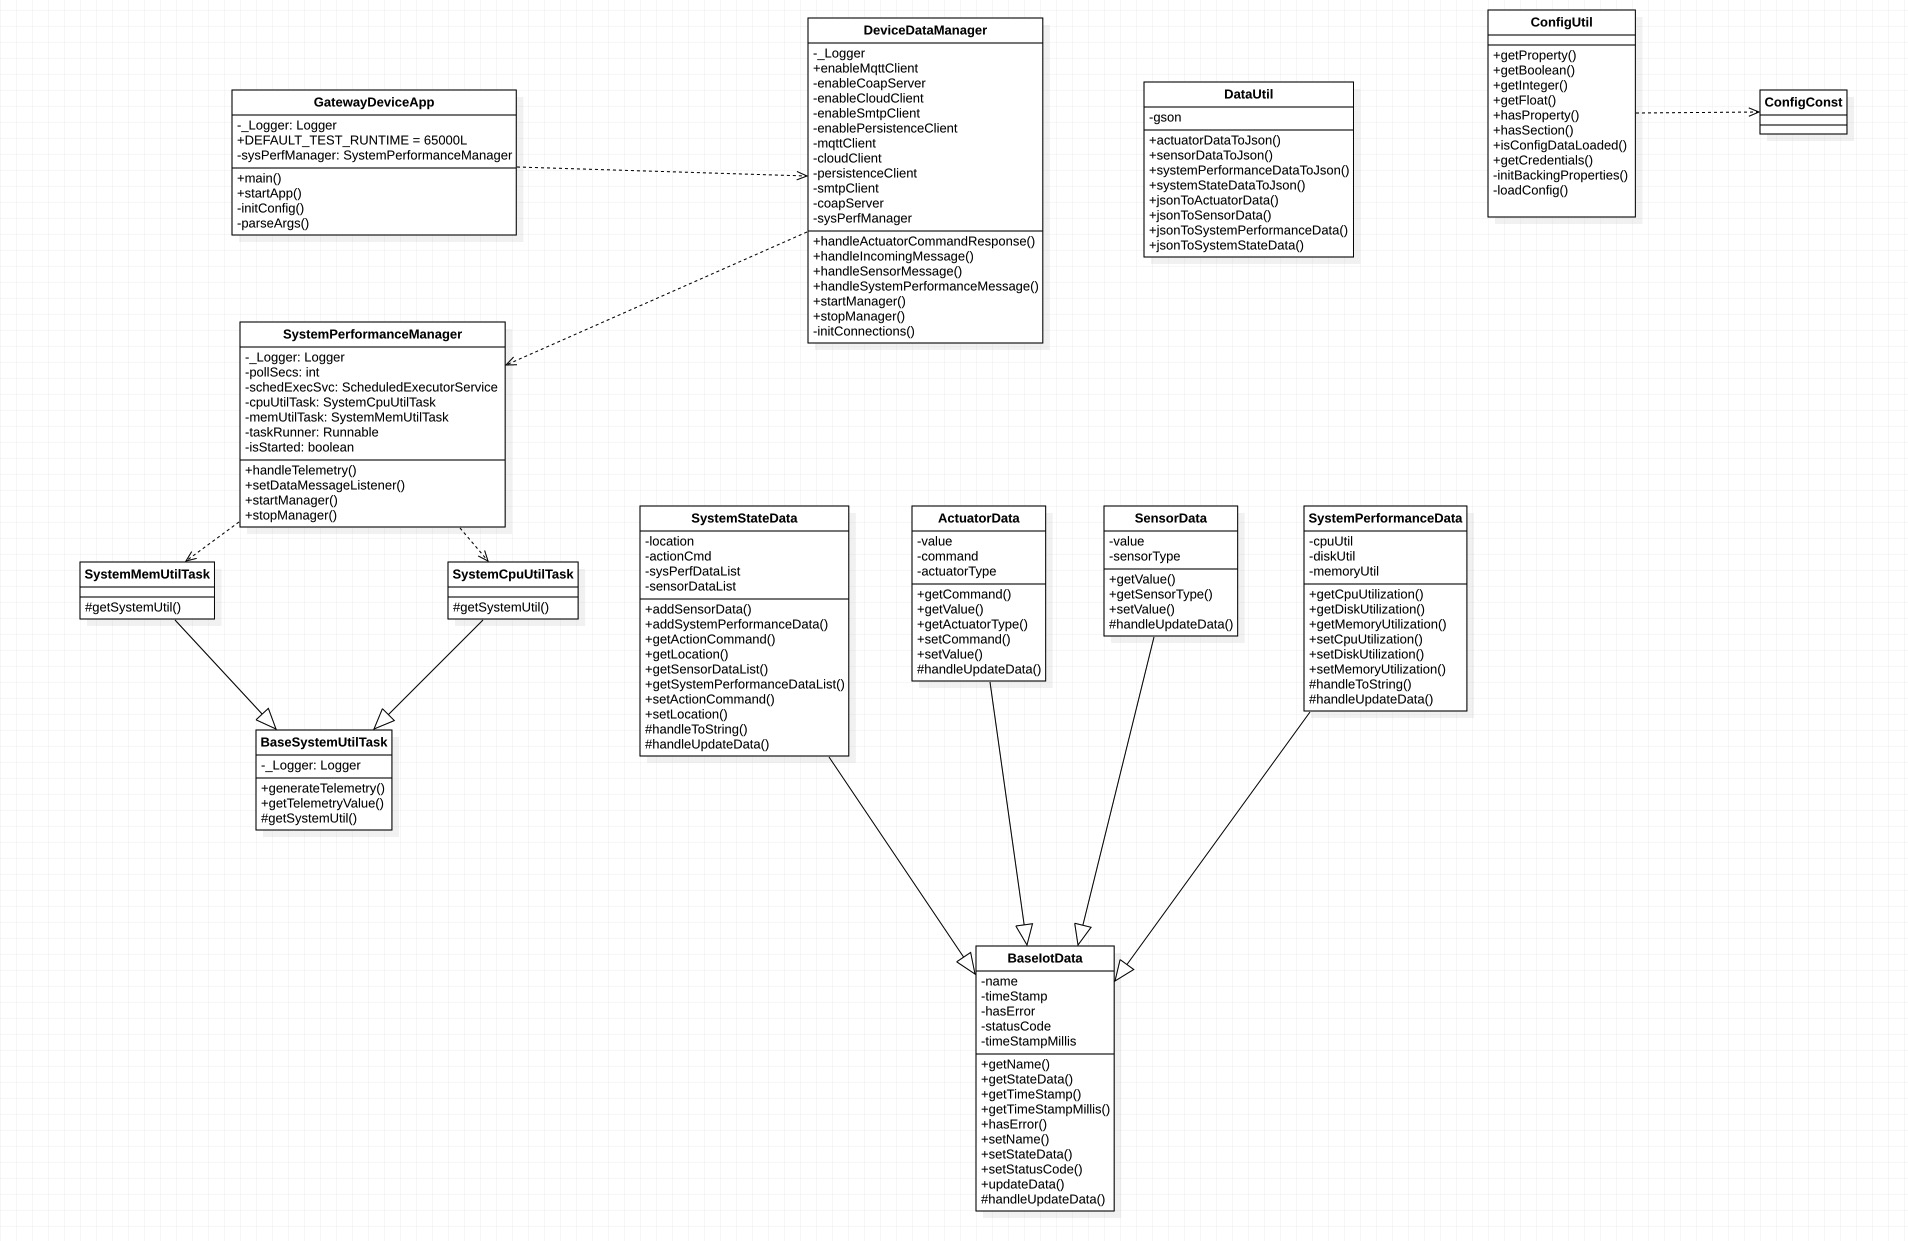 GatewayDeviceApp
-_Logger: Logger
+DEFAULT_TEST_RUNTIME = 65000L
-sysPerfManager: SystemPerformanceManager
+main()
+startApp()
-initConfig()
-parseArgs()
DeviceDataManager
-_Logger
+enableMqttClient
-enableCoapServer
-enableCloudClient
-enableSmtpClient
-enablePersistenceClient
-mqttClient
-cloudClient
-persistenceClient
-smtpClient
-coapServer
-sysPerfManager
+handleActuatorCommandResponse()
+handleIncomingMessage()
+handleSensorMessage()
+handleSystemPerformanceMessage()
+startManager()
+stopManager()
-initConnections()
DataUtil
-gson
+actuatorDataToJson()
+sensorDataToJson()
+systemPerformanceDataToJson()
+systemStateDataToJson()
+jsonToActuatorData()
+jsonToSensorData()
+jsonToSystemPerformanceData()
+jsonToSystemStateData()
ConfigUtil
+getProperty()
+getBoolean()
+getInteger()
+getFloat()
+hasProperty()
+hasSection()
+isConfigDataLoaded()
+getCredentials()
-initBackingProperties()
-loadConfig()
ConfigConst
SystemPerformanceManager
-_Logger: Logger
-pollSecs: int
-schedExecSvc: ScheduledExecutorService
-cpuUtilTask: SystemCpuUtilTask
-memUtilTask: SystemMemUtilTask
-taskRunner: Runnable
-isStarted: boolean
+handleTelemetry()
+setDataMessageListener()
+startManager()
+stopManager()
SystemMemUtilTask
#getSystemUtil()
SystemCpuUtilTask
#getSystemUtil()
BaseSystemUtilTask
-_Logger: Logger
+generateTelemetry()
+getTelemetryValue()
#getSystemUtil()
SystemStateData
-location
-actionCmd
-sysPerfDataList
-sensorDataList
+addSensorData()
+addSystemPerformanceData()
+getActionCommand()
+getLocation()
+getSensorDataList()
+getSystemPerformanceDataList()
+setActionCommand()
+setLocation()
#handleToString()
#handleUpdateData()
ActuatorData
-value
-command
-actuatorType
+getCommand()
+getValue()
+getActuatorType()
+setCommand()
+setValue()
#handleUpdateData()
SensorData
-value
-sensorType
+getValue()
+getSensorType()
+setValue()
#handleUpdateData()
SystemPerformanceData
-cpuUtil
-diskUtil
-memoryUtil
+getCpuUtilization()
+getDiskUtilization()
+getMemoryUtilization()
+setCpuUtilization()
+setDiskUtilization()
+setMemoryUtilization()
#handleToString()
#handleUpdateData()
BaseIotData
-name
-timeStamp
-hasError
-statusCode
-timeStampMillis
+getName()
+getStateData()
+getTimeStamp()
+getTimeStampMillis()
+hasError()
+setName()
+setStateData()
+setStatusCode()
+updateData()
#handleUpdateData()